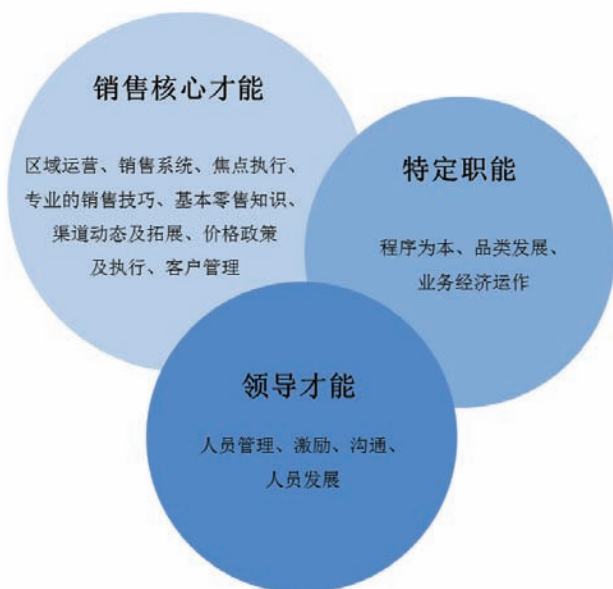 销售核心才能
区域运营、销售系统、焦点执行、
专业的销售技巧、基本零售知识、
渠道动态及拓展、价格政策
及执行、客户管理
特定职能
程序为本、品类发展、
业务经济运作
领导才能
人员管理、激励、沟通、
人员发展